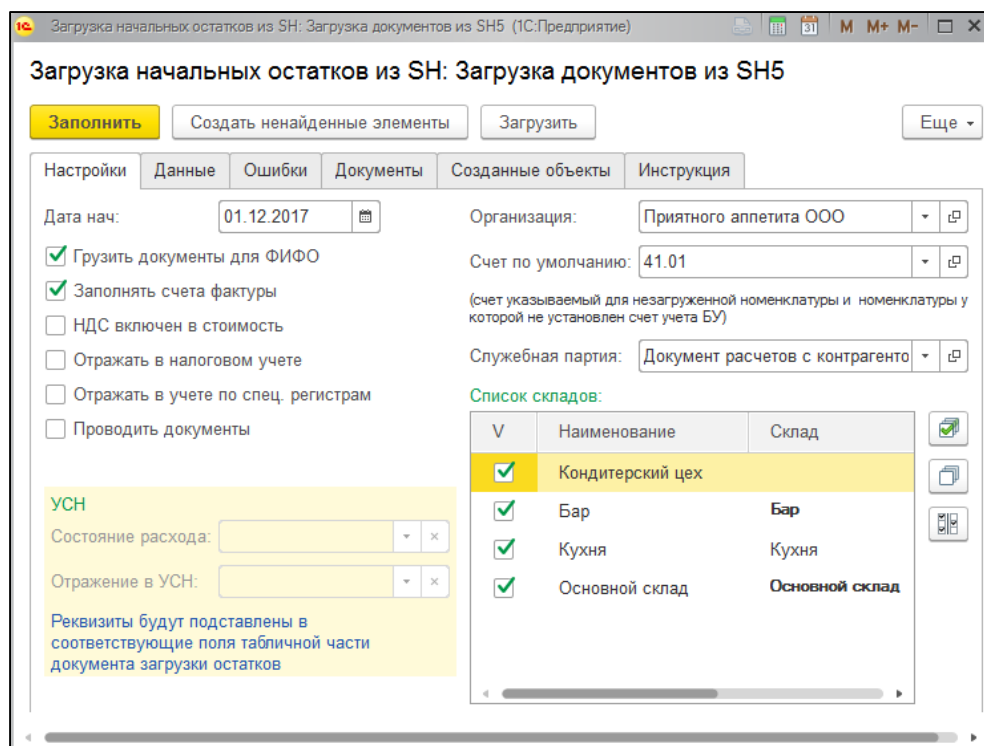 1С Загрузка начальных остатков из SH: Загрузка документов из SH5 (1С:Предприятие) 31 M M+ M-
Загрузка начальных остатков из SH: Загрузка документов из SH5
Заполнить Создать ненайденные элементы Загрузить Еще
Настройки Данные Ошибки Документы Созданные объекты Инструкция
Дата нач: 01.12.2017
Грузить документы для ФИФО
Заполнять счета фактуры
НДС включен в стоимость
Отражать в налоговом учете
Отражать в учете по спец. регистрам
Проводить документы
УСН
Состояние расхода:
Отражение в УСН:
Реквизиты будут подставлены в
соответствующие поля табличной части
документа загрузки остатков
Организация: Приятного аппетита ООО
Счет по умолчанию: 41.01
(счет указываемый для незагруженной номенклатуры и номенклатуры у
которой не установлен счет учета БУ)
Служебная партия: Документ расчетов с контрагенто
Список складов:
V Наименование Склад
Кондитерский цех
Бар Бар
Кухня Кухня
Основной склад Основной склад